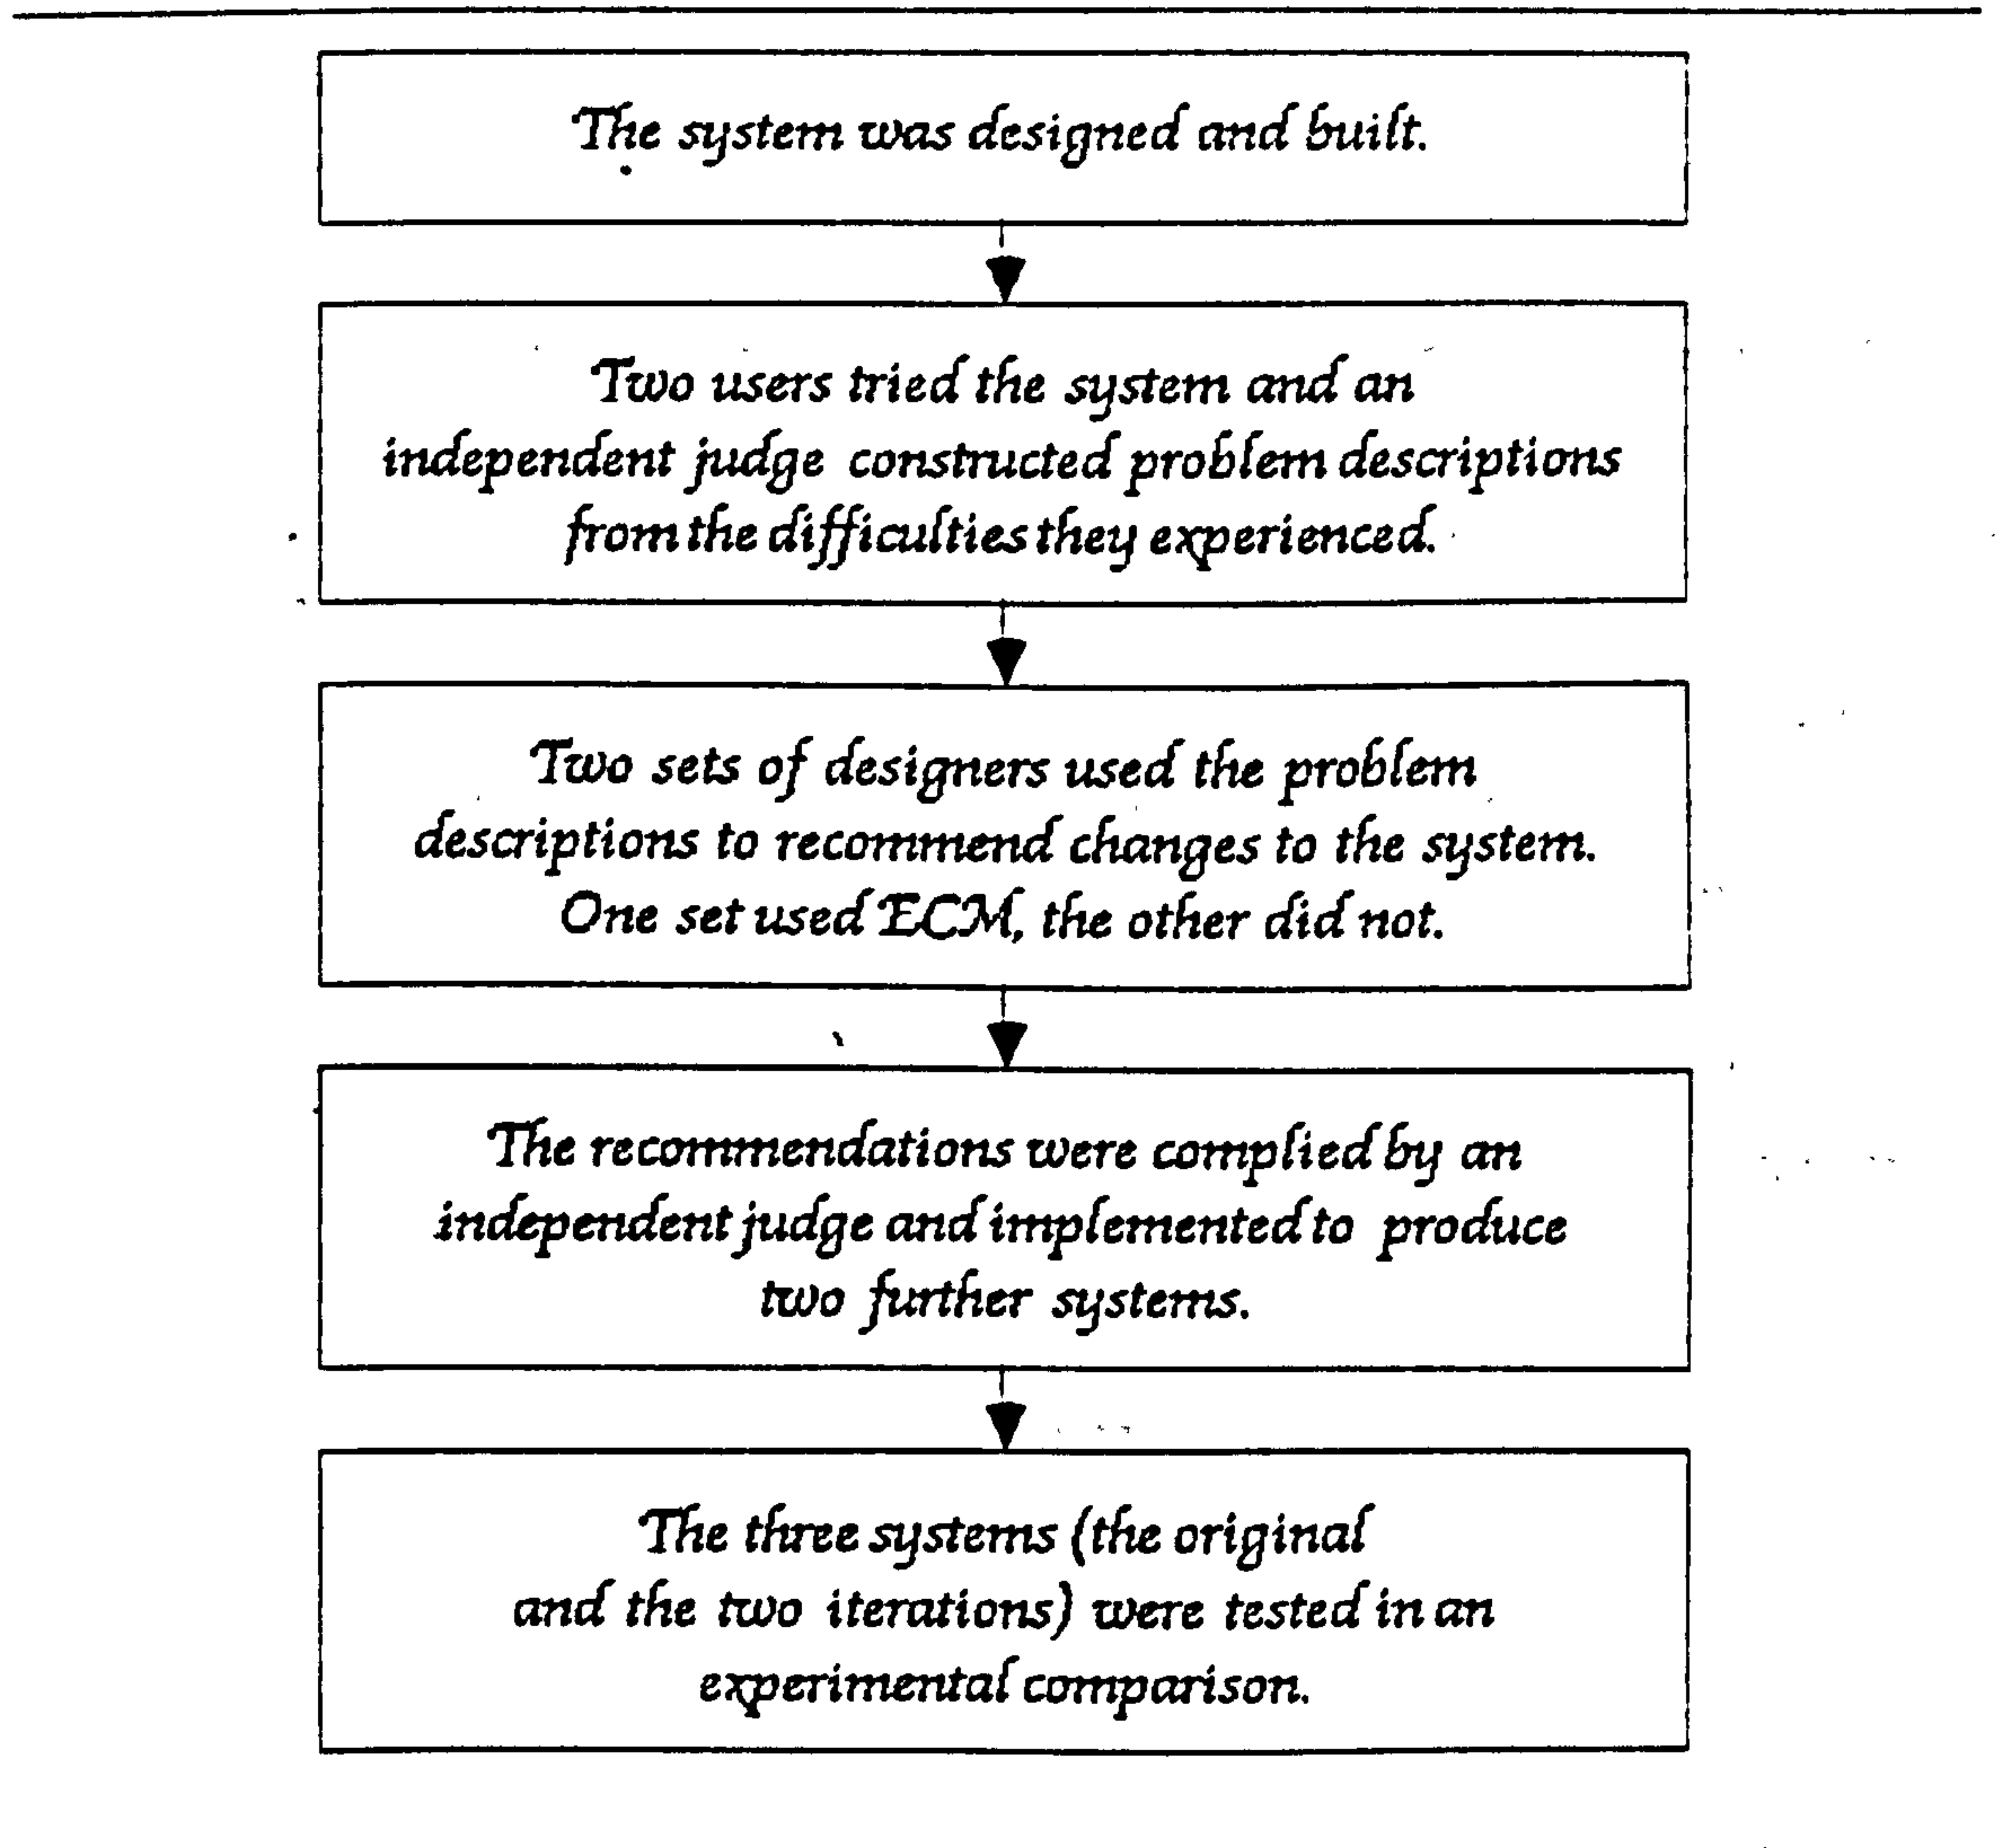 The system was designed and built.
Two users tried the system and an
independent judge constructed problem descriptions
from the difficulties they experienced.
Two sets of designers used the problem
descriptions to recommend changes to the system.
One set used ECM, the other did not.
The recommendations were complied by an
independent judge and implemented to produce
two further systems.
The three systems (the original
and the two iterations) were tested in an
experimental comparison.